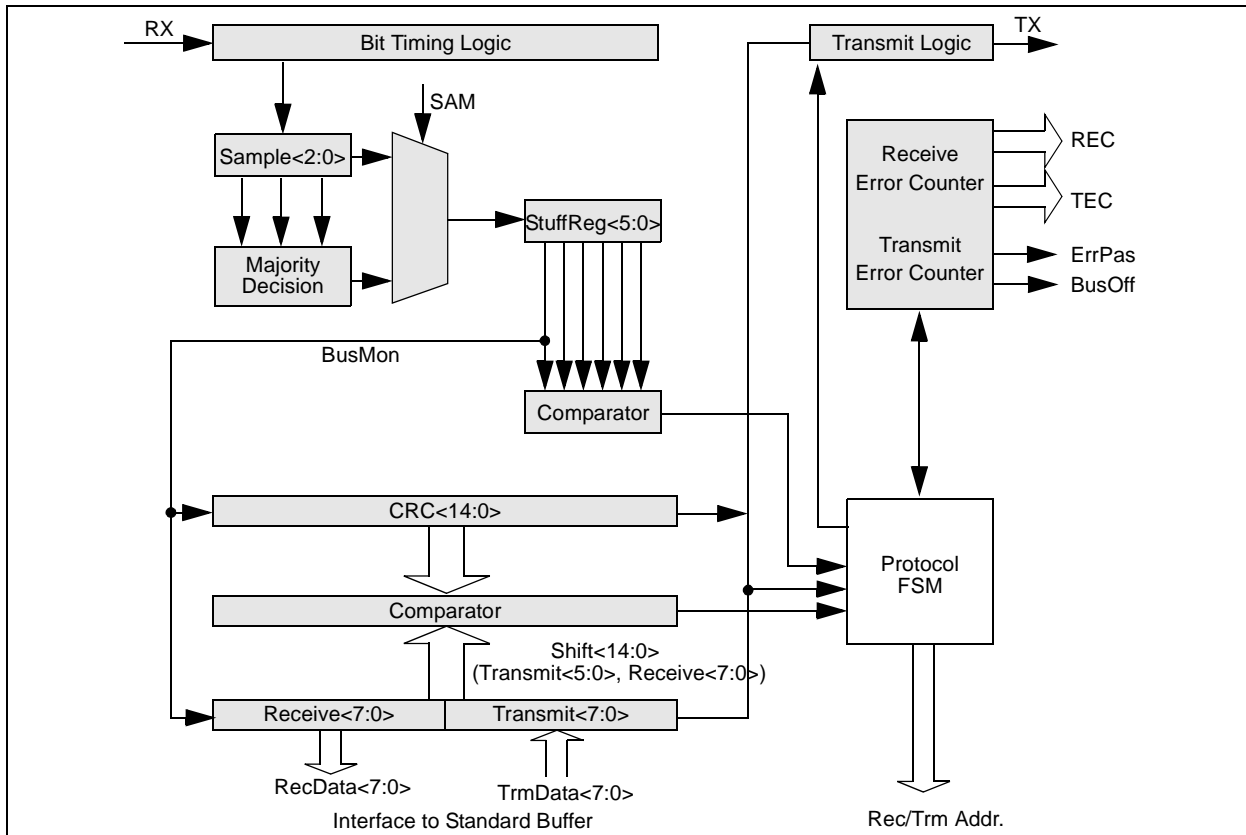 RX
Bit Timing Logic
Transmit Logic
TX
SAM
Sample<2:0>
Receive
Error Counter
REC
TEC
StuffReg<5:0>
Majority
Decision
Transmit
Error Counter
ErrPas
BusOff
BusMon
Comparator
CRC<14:0>
Protocol
FSM
Comparator
Shift<14:0>
(Transmit<5:0>, Receive<7:0>)
Receive<7:0>
Transmit<7:0>
RecData<7:0>
TrmData<7:0>
Interface to Standard Buffer
Rec/Trm Addr.